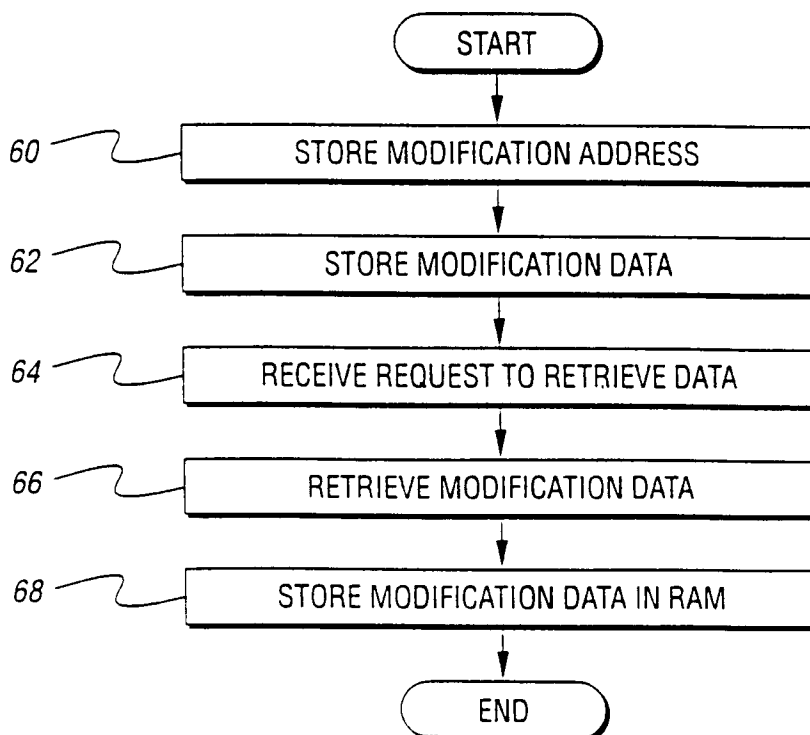 START
60 STORE MODIFICATION ADDRESS
62 STORE MODIFICATION DATA
64 RECEIVE REQUEST TO RETRIEVE DATA
66 RETRIEVE MODIFICATION DATA
68 STORE MODIFICATION DATA IN RAM
END